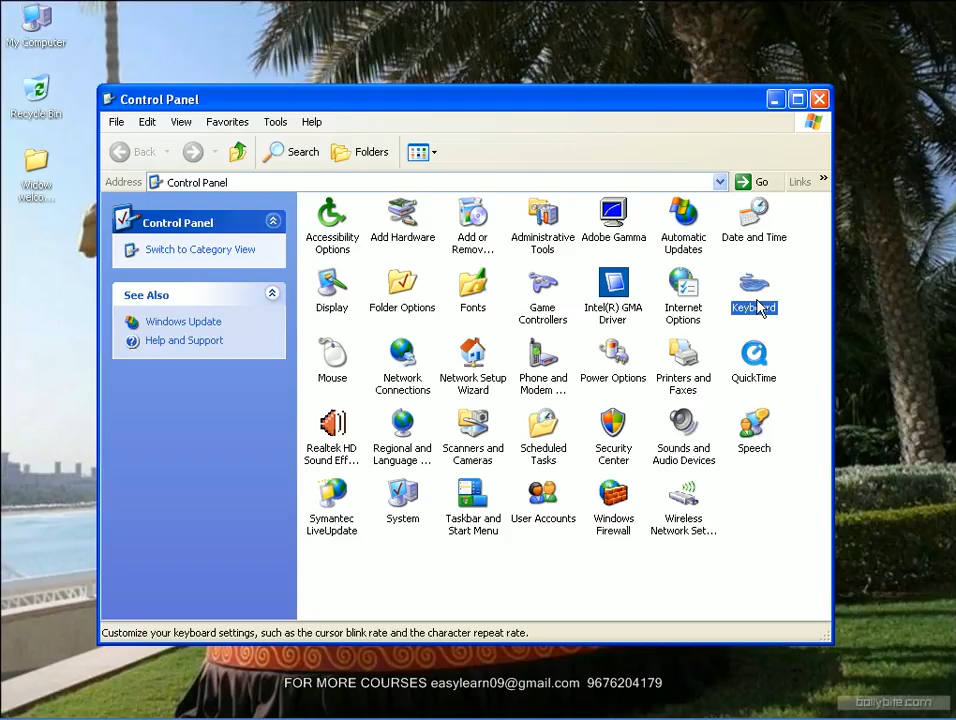 My Computer
Recycle Bin
Widow
welco...
Control Panel
File Edit View Favorites Tools Help
Back Search Folders
Address Control Panel Go Links »
Control Panel
Switch to Category View
See Also
Windows Update
Help and Support
Accessibility
Options
Add Hardware
Add or
Remov...
Administrative
Tools
Adobe Gamma
Automatic
Updates
Date and Time
Display
Folder Options
Fonts
Game
Controllers
Intel(R) GMA
Driver
Internet
Options
Keyboard
Mouse
Network
Connections
Network Setup
Wizard
Phone and
Modem ...
Power Options
Printers and
Faxes
QuickTime
Realtek HD
Sound Eff...
Regional and
Language ...
Scanners and
Cameras
Scheduled
Tasks
Security
Center
Sounds and
Audio Devices
Speech
Symantec
LiveUpdate
System
Taskbar and
Start Menu
User Accounts
Windows
Firewall
Wireless
Network Set...
Customize your keyboard settings, such as the cursor blink rate and the character repeat rate.
FOR MORE COURSES easylearn09@gmail.com 9676204179
bollybite.com